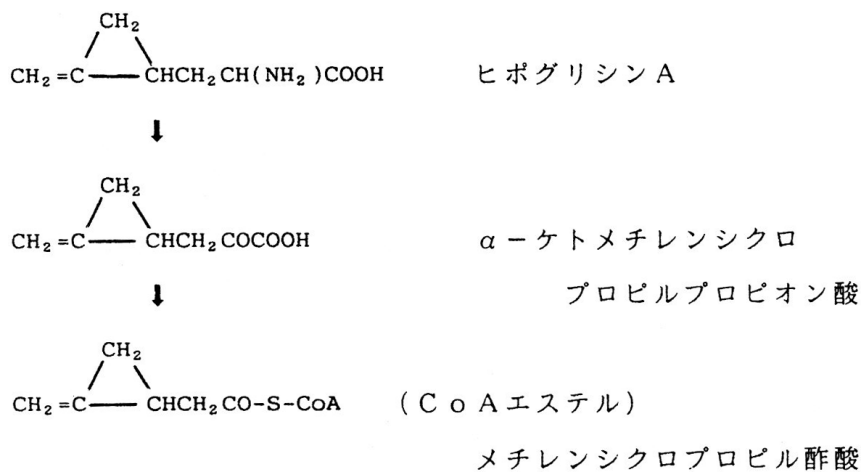 CH₂
CH₂=C CHCH₂CH(NH₂)COOH ヒポグリシンA
CH₂
CH₂=C CHCH₂COCOOH α-ケトメチレンシクロ
プロピルプロピオン酸
CH₂
CH₂=C CHCH₂CO-S-CoA (CoAエステル)
メチレンシクロプロピル酢酸